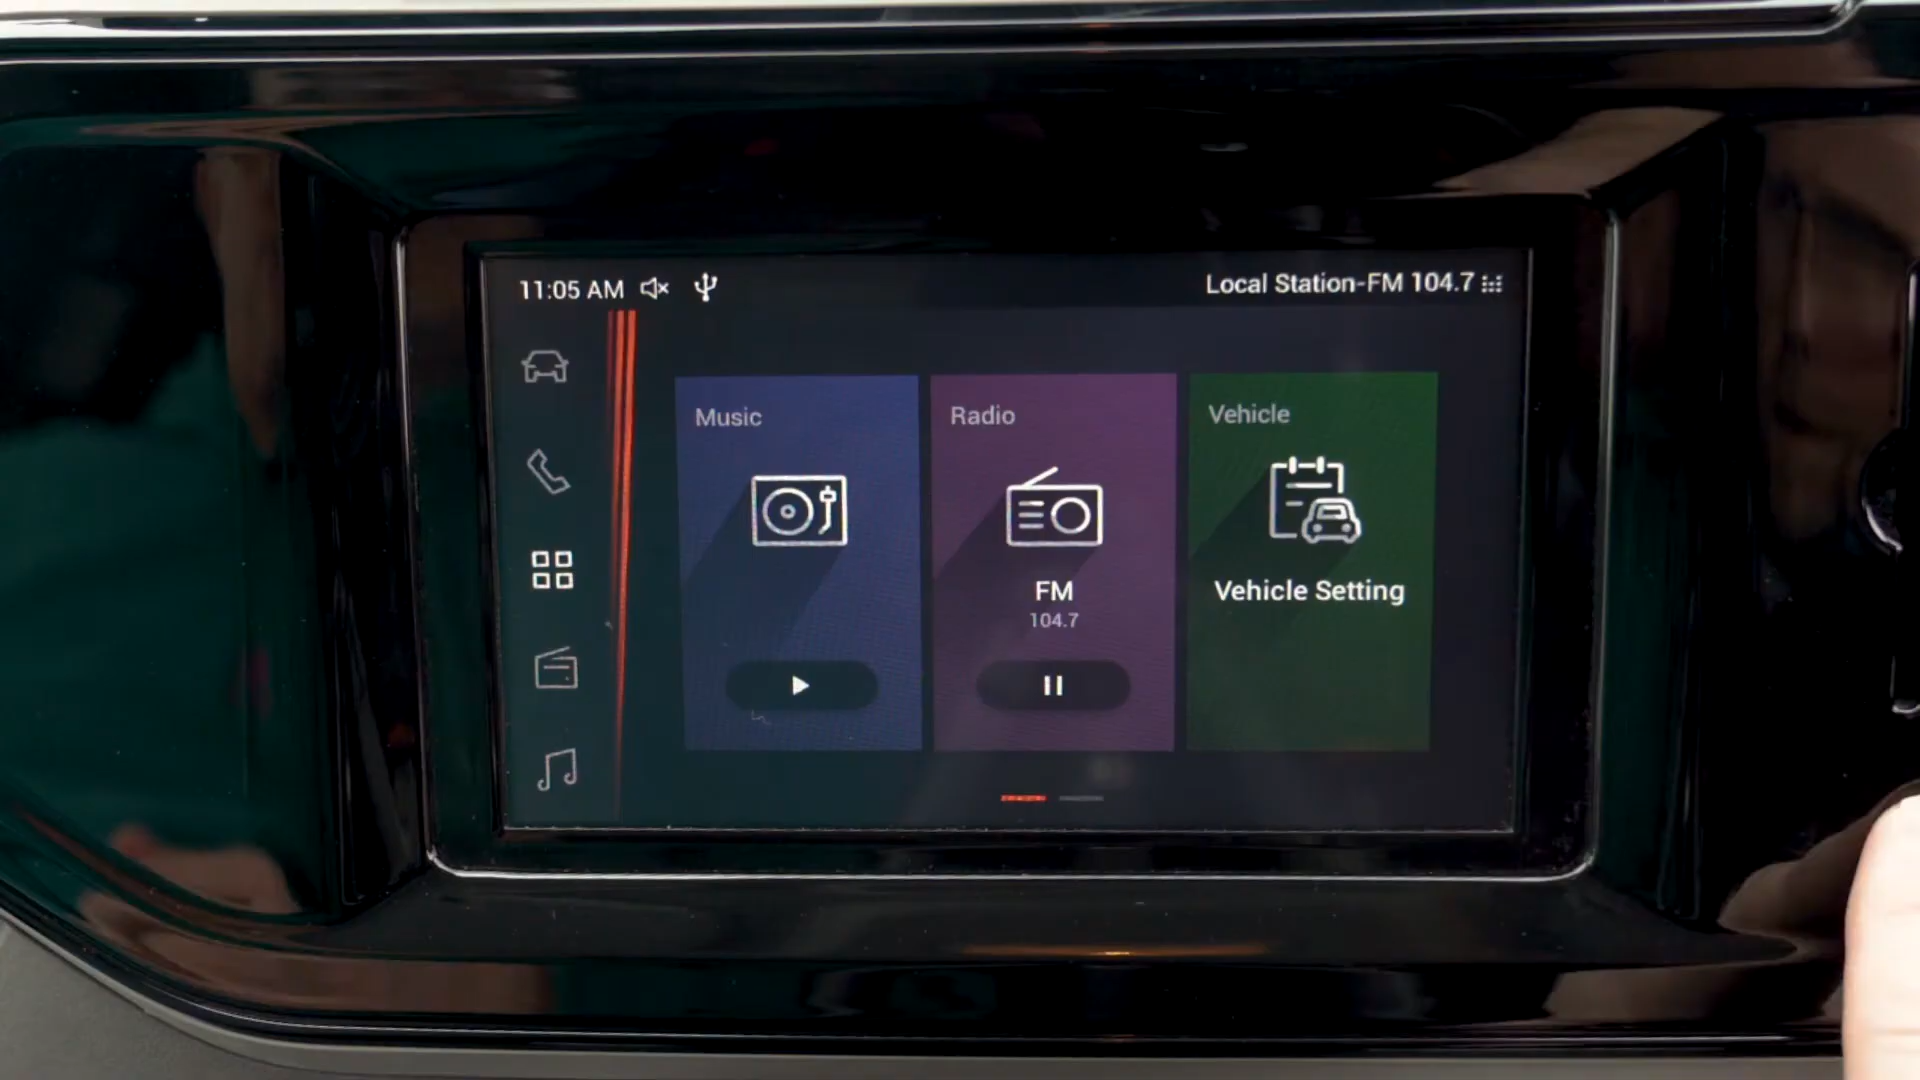 11:05 AM
Local Station-FM 104.7
Music
Radio
FM
104.7
Vehicle
Vehicle Setting